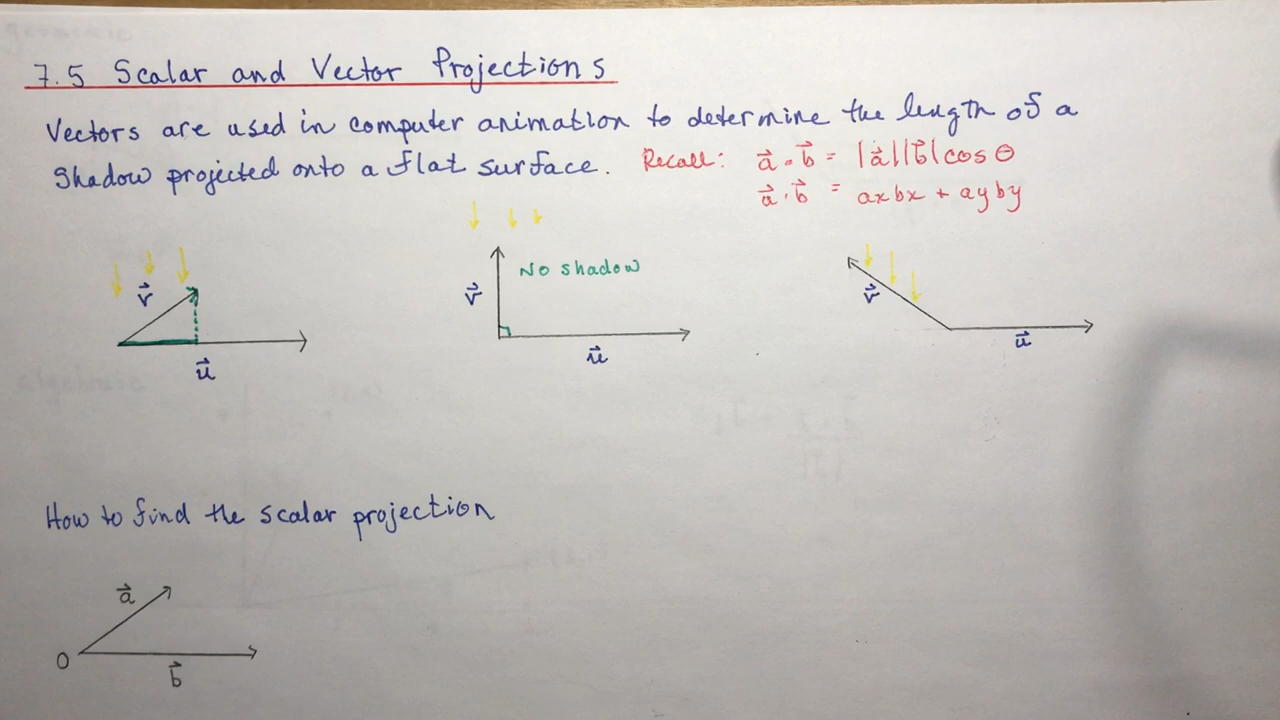 7.5 Scalar and Vector Projections
Vectors are used in computer animation to determine the length of a
Shadow projected onto a flat surface. Recall: a⃗ · b⃗ = |a⃗||b⃗|cos θ
a⃗ · b⃗ = axbx + ayby
v⃗
u⃗
No shadow
v⃗
u⃗
v⃗
u⃗
How to find the scalar projection
a⃗
O
b⃗